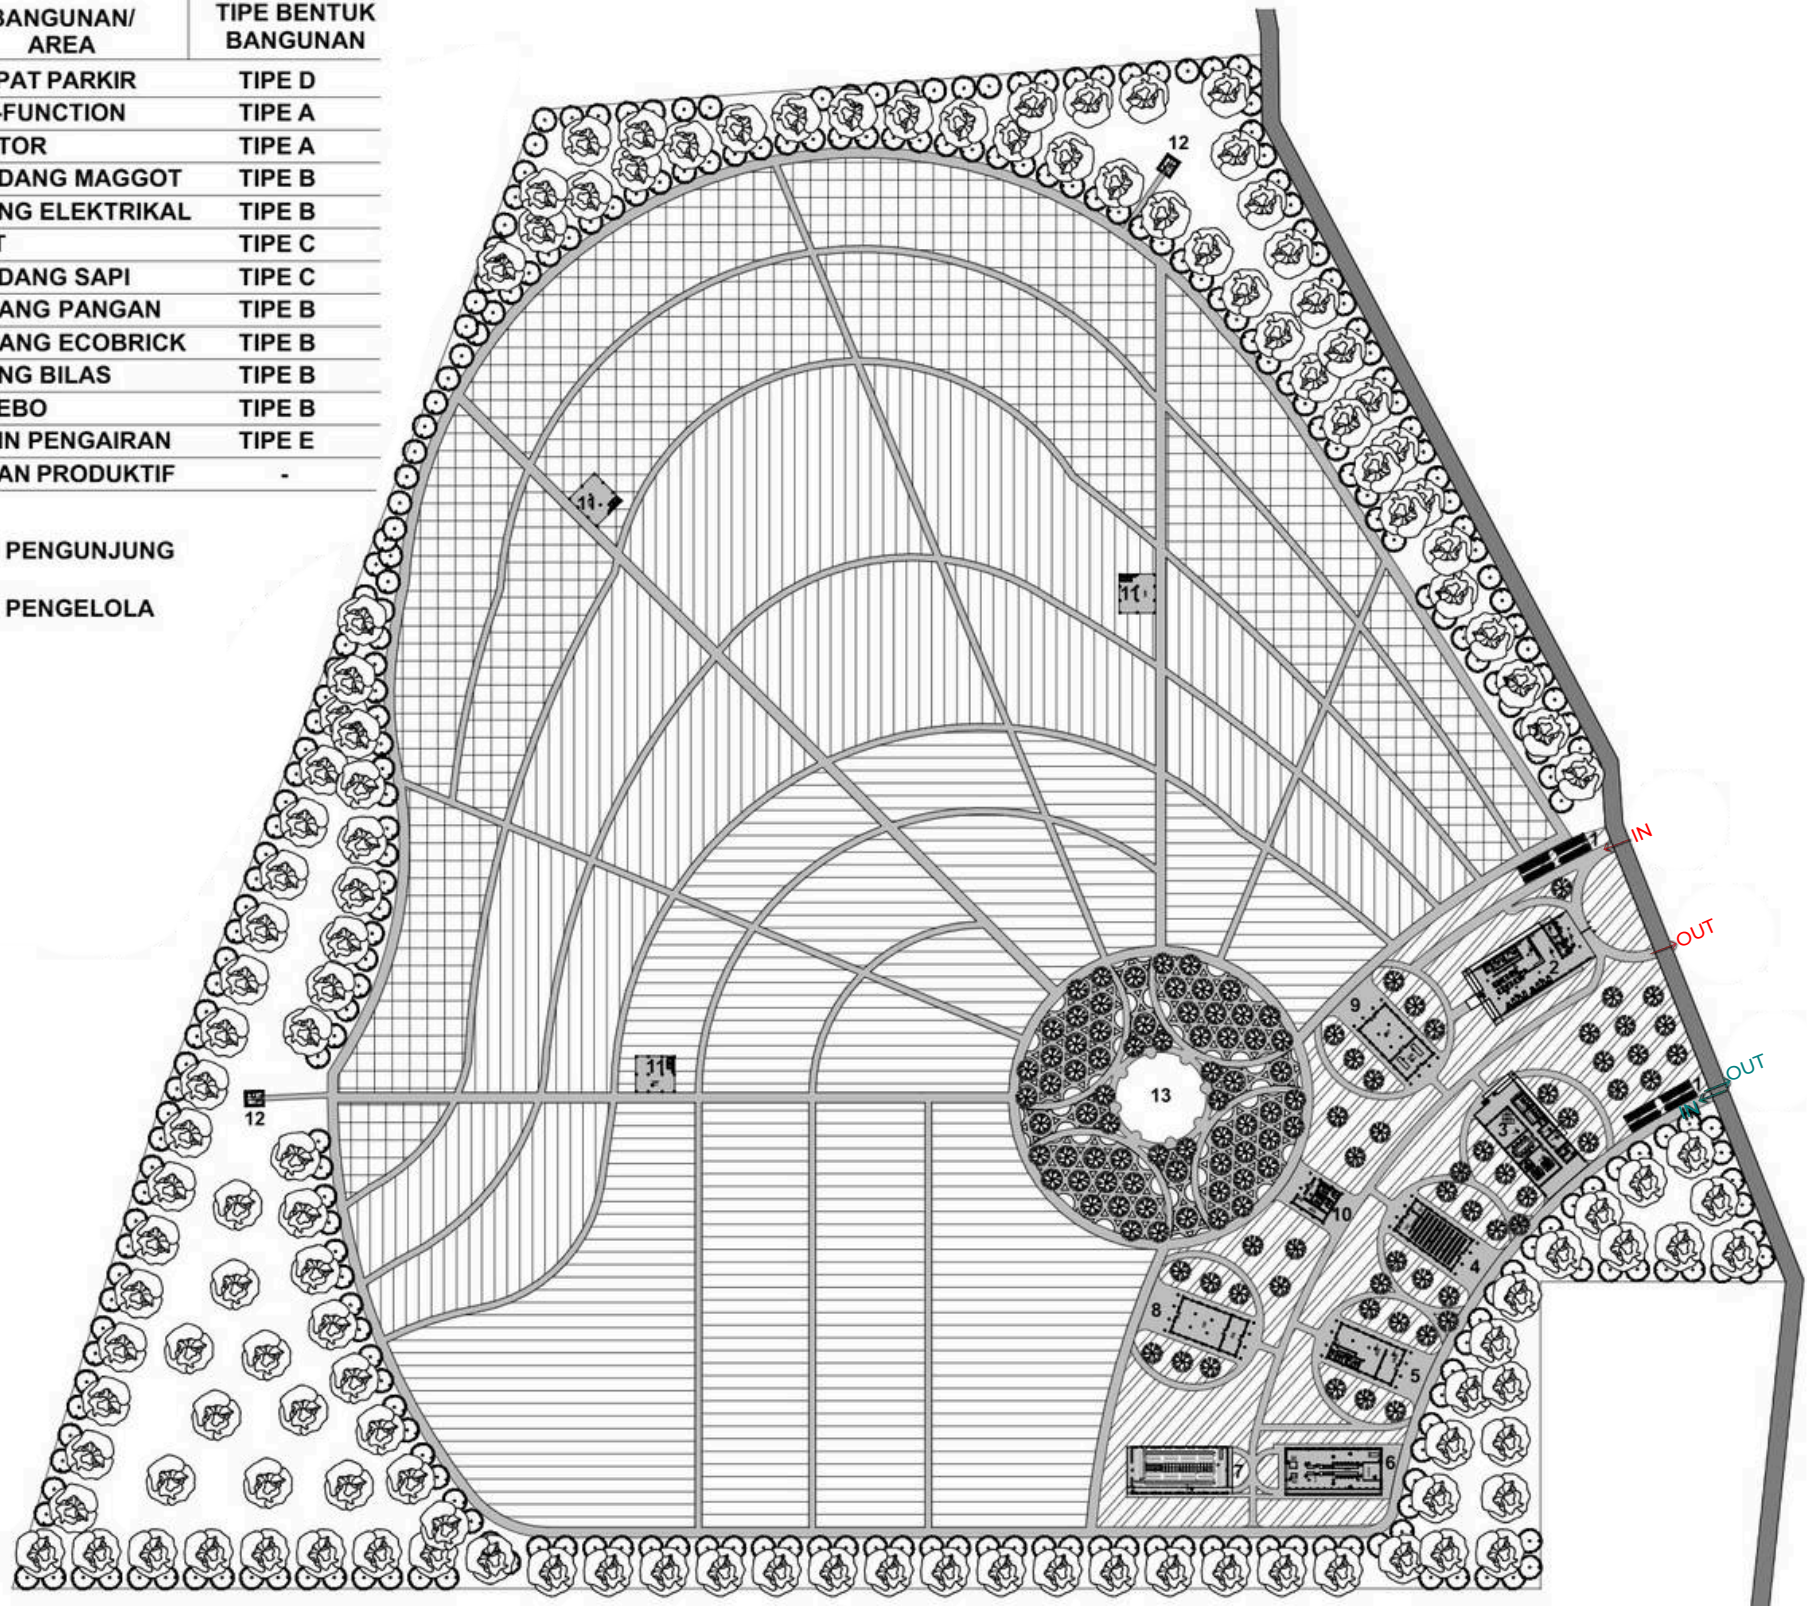 BANGUNAN/ AREA
TIPE BENTUK BANGUNAN
PAT PARKIR TIPE D
-FUNCTION TIPE A
TOR TIPE A
DANG MAGGOT TIPE B
NG ELEKTRIKAL TIPE B
T TIPE C
DANG SAPI TIPE C
ANG PANGAN TIPE B
ANG ECOBRICK TIPE B
NG BILAS TIPE B
EBO TIPE B
IN PENGAIRAN TIPE E
AN PRODUKTIF -
PENGUNJUNG
PENGELOLA
12
11
11
IN
1
OUT
2
9
OUT
1
IN
11
12
13
3
10
4
8
5
7
6